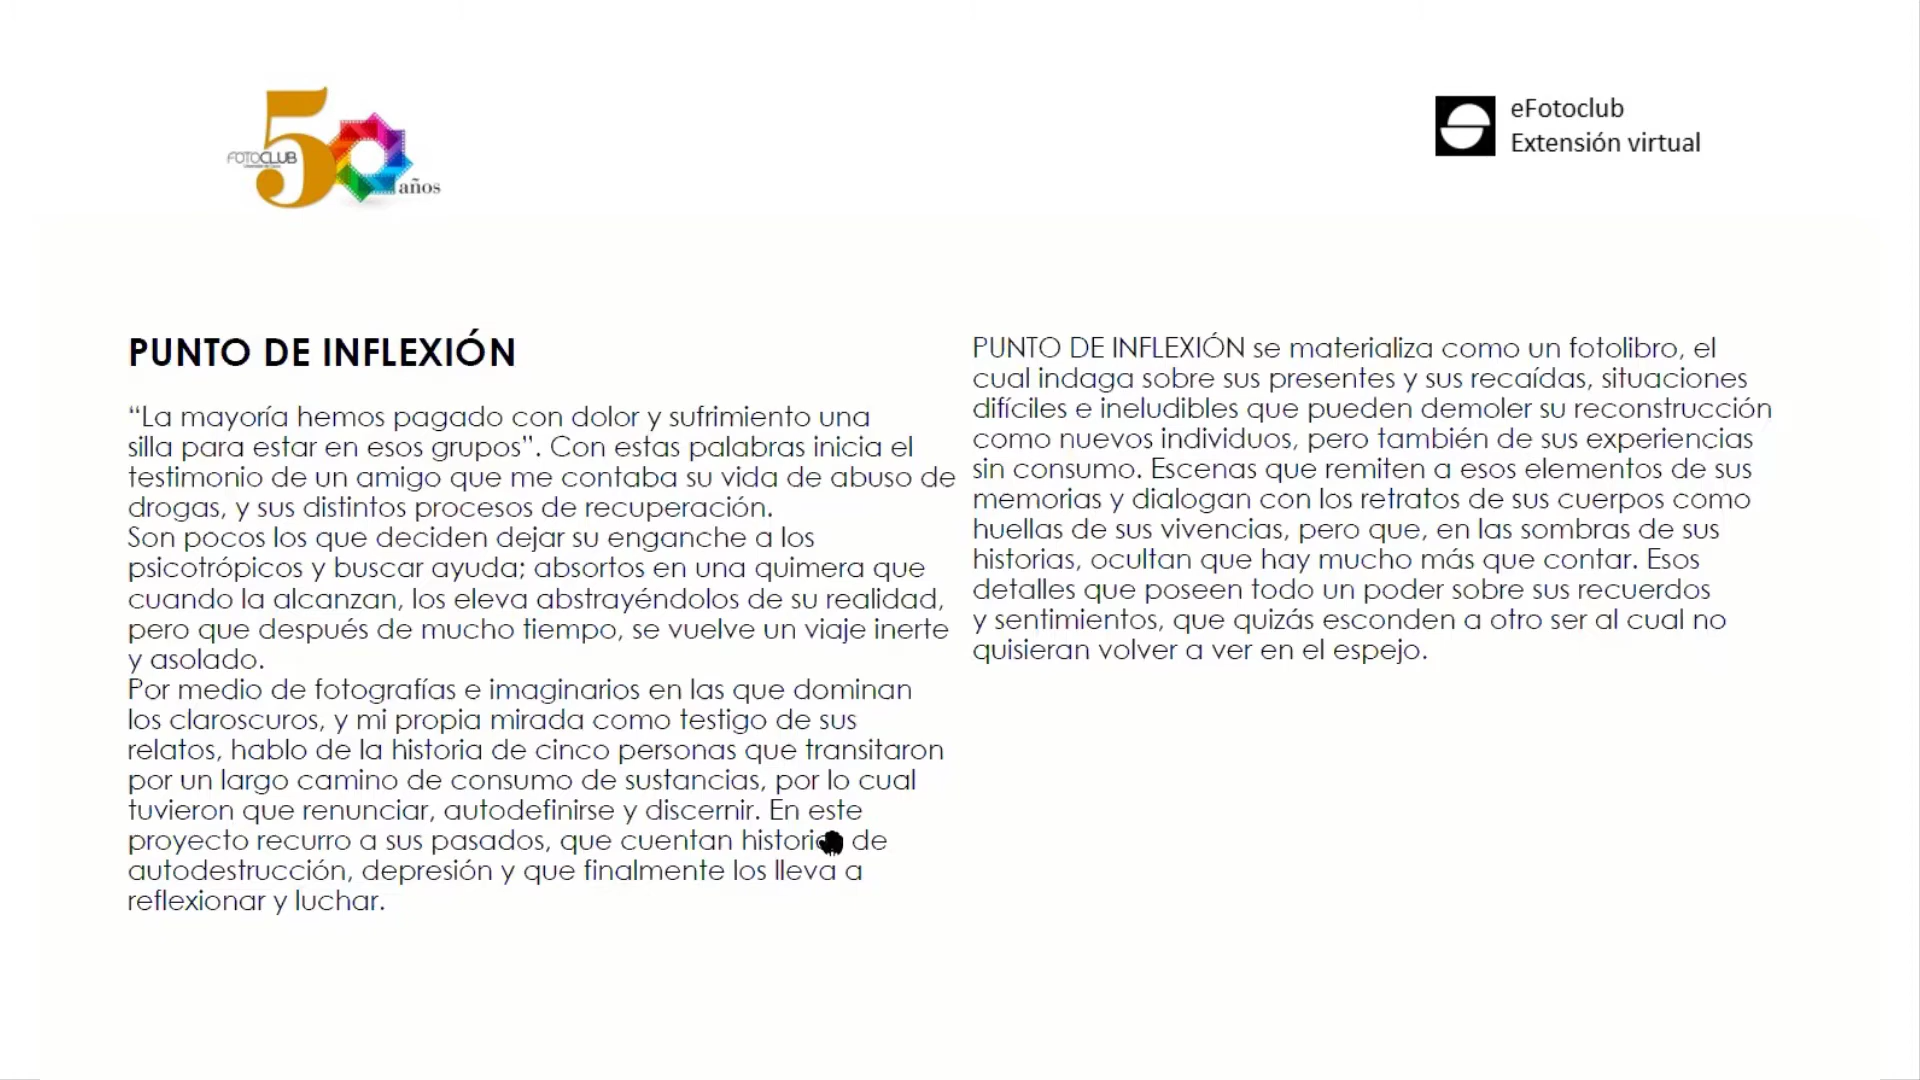 50
FOTOCLUB
años
eFotoclub
Extensión virtual
PUNTO DE INFLEXIÓN
“La mayoría hemos pagado con dolor y sufrimiento una
silla para estar en esos grupos”. Con estas palabras inicia el
testimonio de un amigo que me contaba su vida de abuso de
drogas, y sus distintos procesos de recuperación.
Son pocos los que deciden dejar su enganche a los
psicotrópicos y buscar ayuda; absortos en una quimera que
cuando la alcanzan, los eleva abstrayéndolos de su realidad,
pero que después de mucho tiempo, se vuelve un viaje inerte
y asolado.
Por medio de fotografías e imaginarios en las que dominan
los claroscuros, y mi propia mirada como testigo de sus
relatos, hablo de la historia de cinco personas que transitaron
por un largo camino de consumo de sustancias, por lo cual
tuvieron que renunciar, autodefinirse y discernir. En este
proyecto recurro a sus pasados, que cuentan de
autodestrucción, depresión y que finalmente los lleva a
reflexionar y luchar.
PUNTO DE INFLEXIÓN se materializa como un fotolibro, el
cual indaga sobre sus presentes y sus recaídas, situaciones
difíciles e ineludibles que pueden demoler su reconstrucción
como nuevos individuos, pero también de sus experiencias
sin consumo. Escenas que remiten a esos elementos de sus
memorias y dialogan con los retratos de sus cuerpos como
huellas de sus vivencias, pero que, en las sombras de sus
historias, ocultan que hay mucho más que contar. Esos
detalles que poseen todo un poder sobre sus recuerdos
y sentimientos, que quizás esconden a otro ser al cual no
quisieran volver a ver en el espejo.